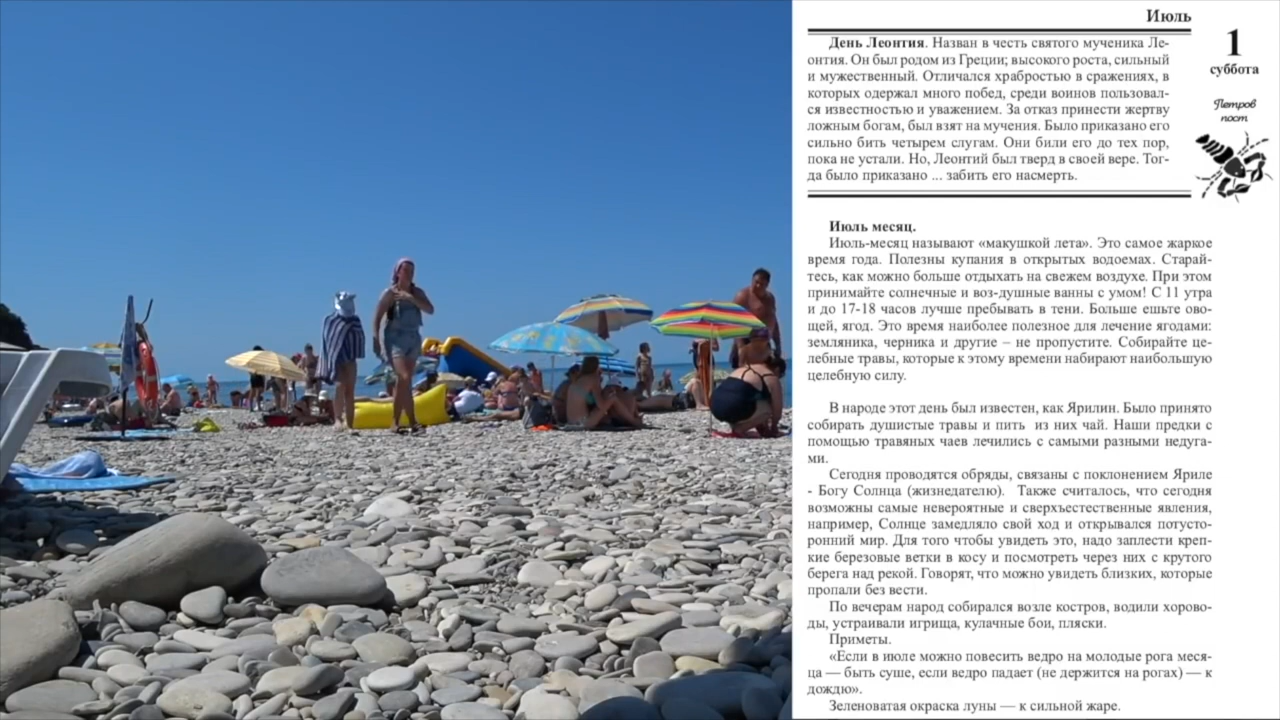 Июль
День Леонтия. Назван в честь святого мученика Ле-
онтия. Он был родом из Греции; высокого роста, сильный
и мужественный. Отличался храбростью в сражениях, в
которых одержал много побед, среди воинов пользовал-
ся известностью и уважением. За отказ принести жертву
ложным богам, был взят на мучения. Было приказано его
сильно бить четырем слугам. Они били его до тех пор,
пока не устали. Но, Леонтий был тверд в своей вере. Тог-
да было приказано ... забить его насмерть.
1
суббота
Петров
пост
Июль месяц.
Июль-месяц называют «макушкой лета». Это самое жаркое
время года. Полезны купания в открытых водоемах. Старай-
тесь, как можно больше отдыхать на свежем воздухе. При этом
принимайте солнечные и воз-душные ванны с умом! С 11 утра
и до 17-18 часов лучше пребывать в тени. Больше ешьте ово-
щей, ягод. Это время наиболее полезное для лечение ягодами:
земляника, черника и другие – не пропустите. Собирайте це-
лебные травы, которые к этому времени набирают наибольшую
целебную силу.
В народе этот день был известен, как Ярилин. Было принято
собирать душистые травы и пить из них чай. Наши предки с
помощью травяных чаев лечились с самыми разными недуга-
ми.
Сегодня проводятся обряды, связаны с поклонением Яриле
- Богу Солнца (жизнедателю). Также считалось, что сегодня
возможны самые невероятные и сверхъестественные явления,
например, Солнце замедляло свой ход и открывался потусто-
ронний мир. Для того чтобы увидеть это, надо заплести креп-
кие березовые ветки в косу и посмотреть через них с крутого
берега над рекой. Говорят, что можно увидеть близких, которые
пропали без вести.
По вечерам народ собирался возле костров, водили хорово-
ды, устраивали игрища, кулачные бои, пляски.
Приметы.
«Если в июле можно повесить ведро на молодые рога меся-
ца — быть суше, если ведро падает (не держится на рогах) — к
дождю».
Зеленоватая окраска луны — к сильной жаре.